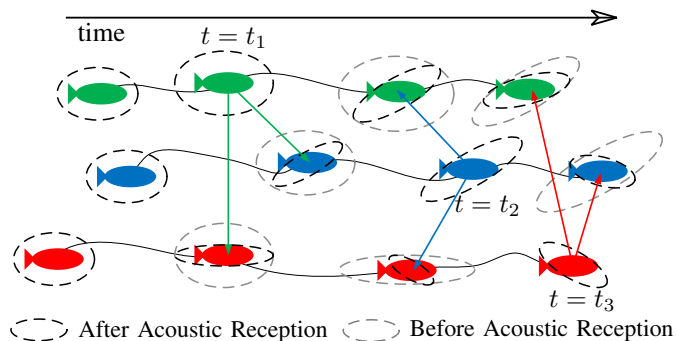 time
t = t₁
t = t₂
t = t₃
After Acoustic Reception
Before Acoustic Reception